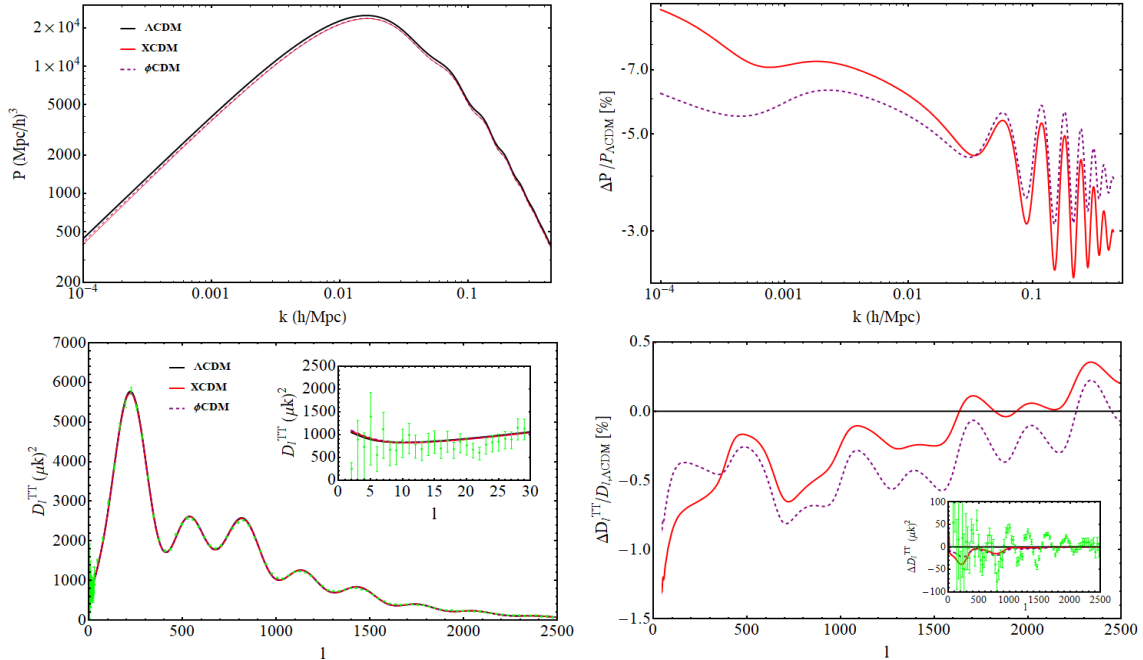 2×10⁴
1×10⁴
5000
2000
1000
500
200
P (Mpc/h)³
ΛCDM
XCDM
ϕCDM
10⁻⁴
0.001
0.01
0.1
k (h/Mpc)
-7.0
-5.0
-3.0
ΔP/P_ΛCDM [%]
10⁻⁴
0.001
0.01
0.1
k (h/Mpc)
7000
6000
5000
4000
3000
2000
1000
0
D_l^TT (μk)²
ΛCDM
XCDM
ϕCDM
2500
2000
1500
1000
500
0
D_l^TT (μk)²
0 5 10 15 20 25 30
l
0 500 1000 1500 2000 2500
l
0.5
0.0
−0.5
−1.0
−1.5
ΔD_l^TT/D_l,ΛCDM [%]
100
50
0
−50
−100
ΔD_l^TT (μk)²
0 500 1000 1500 2000 2500
l
0 500 1000 1500 2000 2500
l